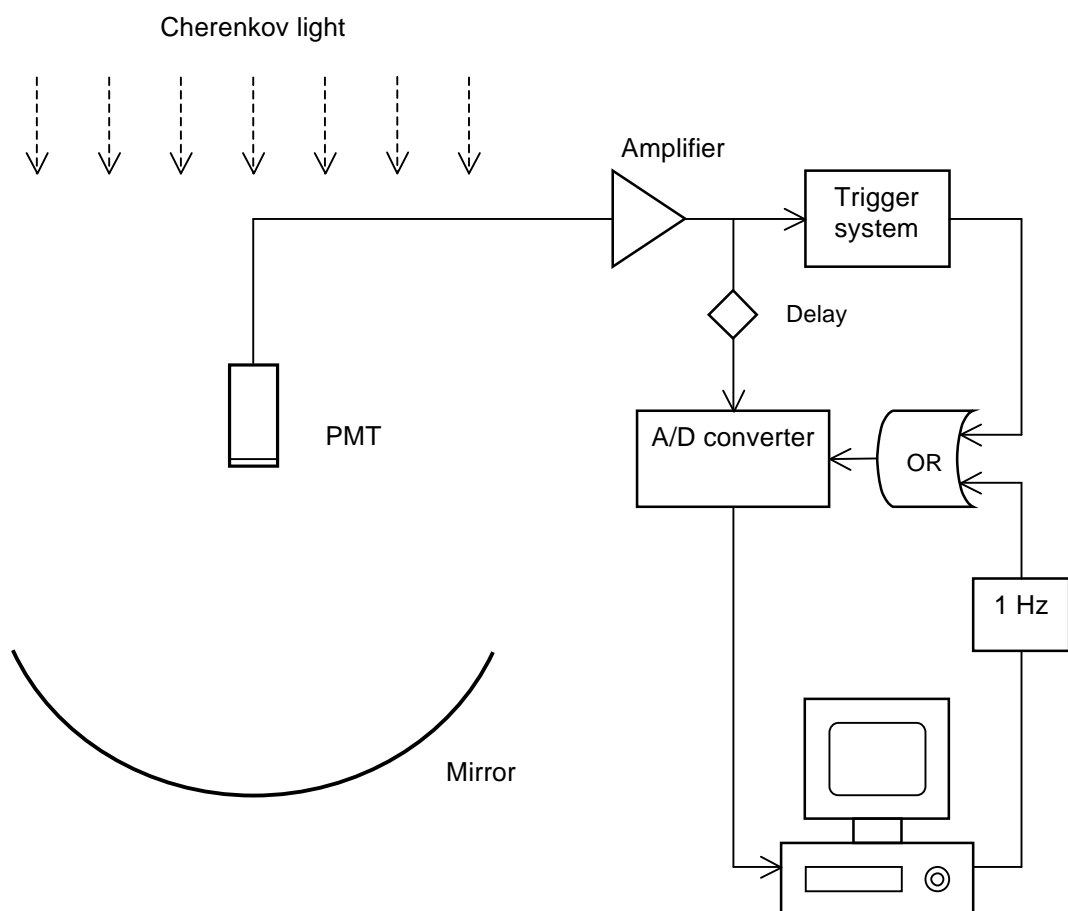 Cherenkov light
Amplifier
Trigger
system
Delay
PMT
A/D converter
OR
1 Hz
Mirror